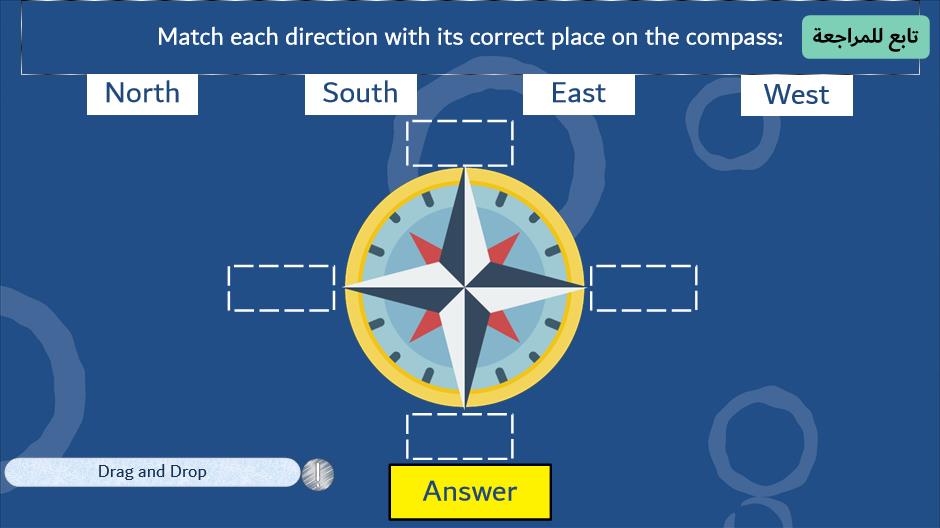 Match each direction with its correct place on the compass:
تابع للمراجعة
North
South
East
West
Drag and Drop
!
Answer